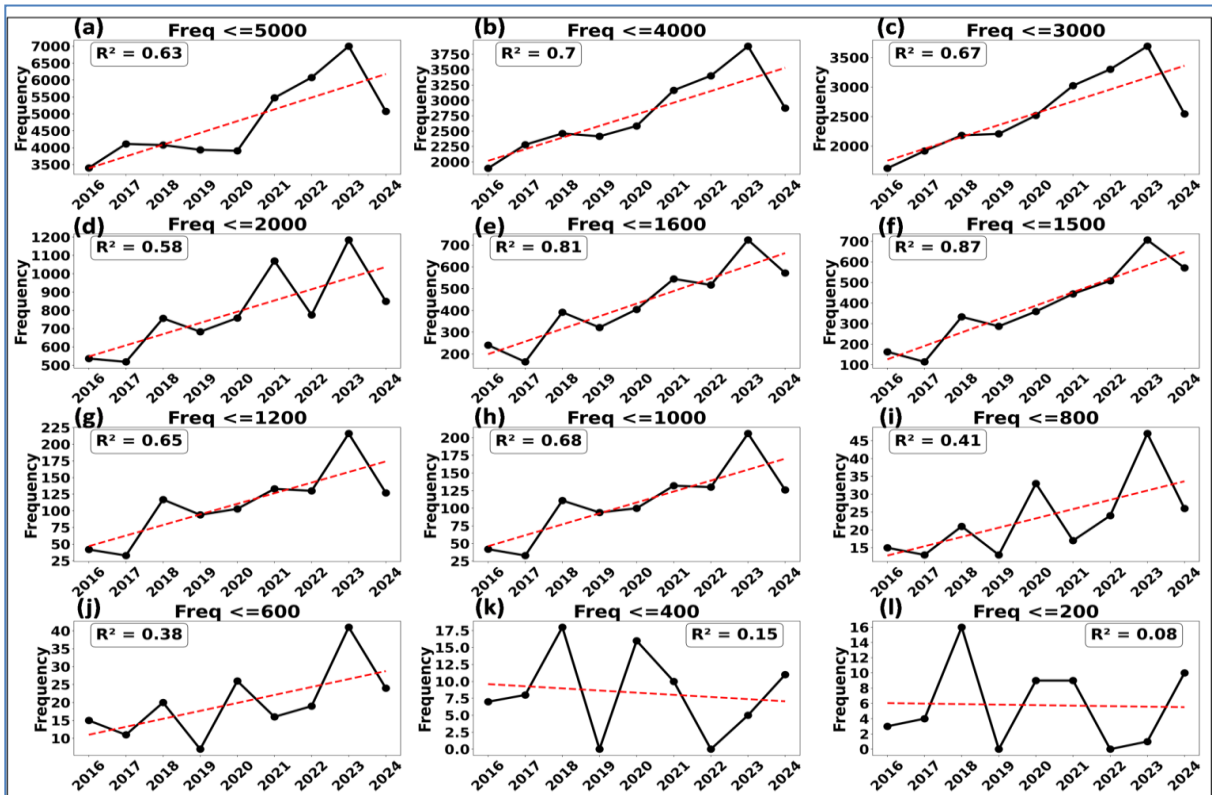 (a) Freq <=5000
R² = 0.63
Frequency
7000
6500
6000
5500
5000
4500
4000
3500
2016 2017 2018 2019 2020 2021 2022 2023 2024
(b) Freq <=4000
R² = 0.7
Frequency
3750
3500
3250
3000
2750
2500
2250
2000
2016 2017 2018 2019 2020 2021 2022 2023 2024
(c) Freq <=3000
R² = 0.67
Frequency
3500
3000
2500
2000
2016 2017 2018 2019 2020 2021 2022 2023 2024
(d) Freq <=2000
R² = 0.58
Frequency
1200
1100
1000
900
800
700
600
500
2016 2017 2018 2019 2020 2021 2022 2023 2024
(e) Freq <=1600
R² = 0.81
Frequency
700
600
500
400
300
200
2016 2017 2018 2019 2020 2021 2022 2023 2024
(f) Freq <=1500
R² = 0.87
Frequency
700
600
500
400
300
200
100
2016 2017 2018 2019 2020 2021 2022 2023 2024
(g) Freq <=1200
R² = 0.65
Frequency
225
200
175
150
125
100
75
50
25
2016 2017 2018 2019 2020 2021 2022 2023 2024
(h) Freq <=1000
R² = 0.68
Frequency
200
175
150
125
100
75
50
25
2016 2017 2018 2019 2020 2021 2022 2023 2024
(i) Freq <=800
R² = 0.41
Frequency
45
40
35
30
25
20
15
2016 2017 2018 2019 2020 2021 2022 2023 2024
(j) Freq <=600
R² = 0.38
Frequency
40
35
30
25
20
15
10
2016 2017 2018 2019 2020 2021 2022 2023 2024
(k) Freq <=400
R² = 0.15
Frequency
17.5
15.0
12.5
10.0
7.5
5.0
2.5
0.0
2016 2017 2018 2019 2020 2021 2022 2023 2024
(l) Freq <=200
R² = 0.08
Frequency
16
14
12
10
8
6
4
2
0
2016 2017 2018 2019 2020 2021 2022 2023 2024